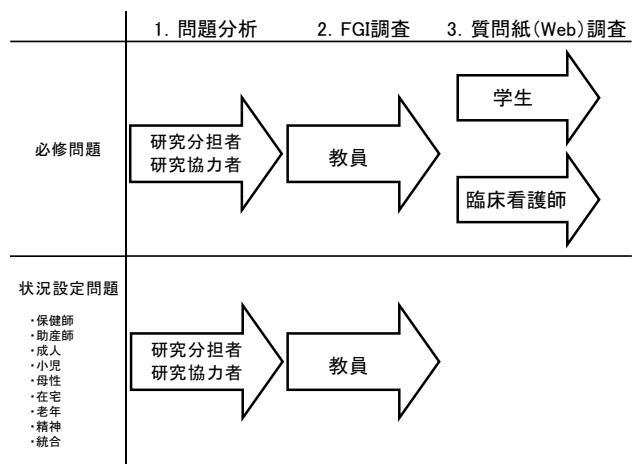 1. 問題分析 2. FGI調査 3. 質問紙(Web)調査
必修問題
研究分担者
研究協力者
教員
学生
臨床看護師
状況設定問題
・保健師
・助産師
・成人
・小児
・母性
・在宅
・老年
・精神
・統合
研究分担者
研究協力者
教員